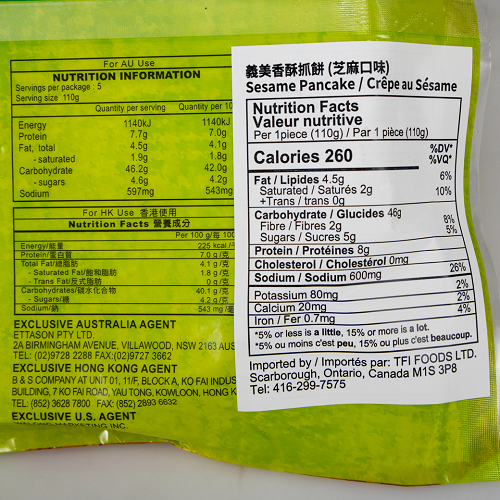 For AU Use
NUTRITION INFORMATION
Servings per package : 5
Serving size 110g
Quantity per serving Quantity per 10
Energy 1140kJ 1140kJ
Protein 7.7g 7.0g
Fat, total 4.5g 4.1g
- saturated 1.9g 1.8g
Carbohydrate 46.2g 42.0g
- sugars 4.6g 4.2g
Sodium 597mg 543m
For HK Use 香港使用
Nutrition Facts 營養成分
Per 100 g/每 100
Energy/能量 225 kcal
Protein/蛋白質 7.0 g /克
Total Fat/總脂肪 4.1 g /克
- Saturated Fat/飽和脂肪 1.8 g /克
- Trans Fat/反式脂肪 0 g /克
Carbohydrates/碳水化合物 40.1 g /克
- Sugars/糖 4.2 g /克
Sodium/鈉 543 mg
EXCLUSIVE AUSTRALIA AGENT
ETTASON PTY LTD.
2A BIRMINGHAM AVENUE, VILLAWOOD, NSW 2163 AUS
TEL: (02)9728 2288 FAX:(02)9727 3662
EXCLUSIVE HONG KONG AGENT
B & S COMPANY AT UNIT 01, 11/F, BLOCK A, KO FAI INDUS
BUILDING, 7 KO FAI ROAD, YAU TONG, KOWLOON, HONG K
TEL: (852) 3628 7800 FAX: (852) 2893 6632
EXCLUSIVE U.S. AGENT
MARKETING INC.
義美香酥抓餅 (芝麻口味)
Sesame Pancake / Crêpe au Sésame
Nutrition Facts
Valeur nutritive
Per 1piece (110g) / Par 1 pièce (110g)
Calories 260 %DV*
%VQ*
Fat / Lipides 4.5g 6%
Saturated / Saturés 2g 10%
+Trans / trans 0g
Carbohydrate / Glucides 46g
Fibre / Fibres 2g 8%
Sugars / Sucres 5g 5%
Protein / Protéines 8g
Cholesterol / Cholestérol 0mg
Sodium / Sodium 600mg 26%
Potassium 80mg 2%
Calcium 20mg 2%
Iron / Fer 0.7mg 4%
*5% or less is a little, 15% or more is a lot.
*5% ou moins c'est peu, 15% ou plus c'est beaucoup.
Imported by / Importés par: TFI FOODS LTD.
Scarborough, Ontario, Canada M1S 3P8
Tel: 416-299-7575